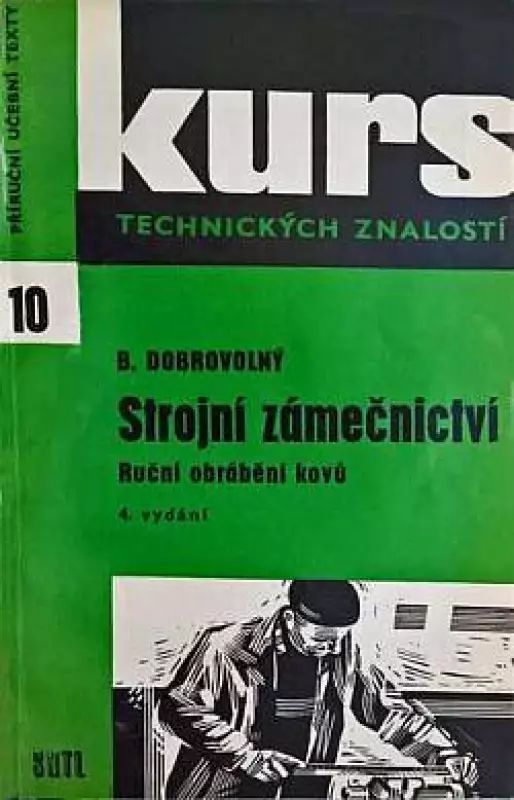 PŘÍRUČNÍ UČEBNÍ TEXTY
kurs
TECHNICKÝCH ZNALOSTÍ
10
B. DOBROVOLNÝ
Strojní zámečnictví
Ruční obrábění kovů
4. vydání
SNTL